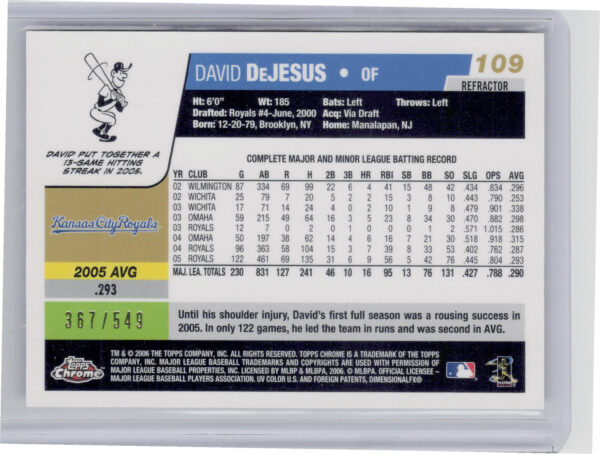 109
DAVID DEJESUS • OF
REFRACTOR
Ht: 6'0" Wt: 185 Bats: Left Throws: Left
Drafted: Royals #4-June, 2000 Acq: Via Draft
Born: 12-20-79, Brooklyn, NY Home: Manalapan, NJ
DAVID PUT TOGETHER A
13-GAME HITTING
STREAK IN 2005.
Kansas City Royals
2005 AVG
.293
367/549
COMPLETE MAJOR AND MINOR LEAGUE BATTING RECORD
YR CLUB G AB R H 2B 3B HR RBI SB BB SO SLG OPS AVG
02 WILMINGTON 87 334 69 99 22 6 4 41 15 48 42 .434 .834 .296
02 WICHITA 25 79 7 20 5 2 2 15 3 8 10 .443 .790 .253
03 WICHITA 17 71 14 24 4 0 2 10 1 9 8 .479 .901 .338
03 OMAHA 59 215 49 64 16 3 5 23 8 34 30 .470 .882 .298
03 ROYALS 12 7 0 2 0 1 0 0 0 1 2 .571 1.015 .286
04 OMAHA 50 197 38 62 14 4 6 16 7 21 30 .518 .918 .315
04 ROYALS 96 363 58 104 15 3 7 39 8 33 53 .402 .762 .287
05 ROYALS 122 461 69 135 31 6 9 56 5 42 76 .445 .804 .293
MAJ. LEA. TOTALS 230 831 127 241 46 10 16 95 13 76 131 .427 .788 .290
Until his shoulder injury, David's first full season was a rousing success in
2005. In only 122 games, he led the team in runs and was second in AVG.
TOPPS
Chrome
TM & © 2006 THE TOPPS COMPANY, INC. ALL RIGHTS RESERVED. TOPPS CHROME IS A TRADEMARK OF THE TOPPS
COMPANY, INC. MAJOR LEAGUE BASEBALL TRADEMARKS AND COPYRIGHTS ARE USED WITH PERMISSION OF
MAJOR LEAGUE BASEBALL PROPERTIES, INC. LICENSED BY MLBP & MLBPA, 2006. © MLBPA. OFFICIAL LICENSEE –
MAJOR LEAGUE BASEBALL PLAYERS ASSOCIATION. UV COLOR U.S. AND FOREIGN PATENTS, DIMENSIONALFX®